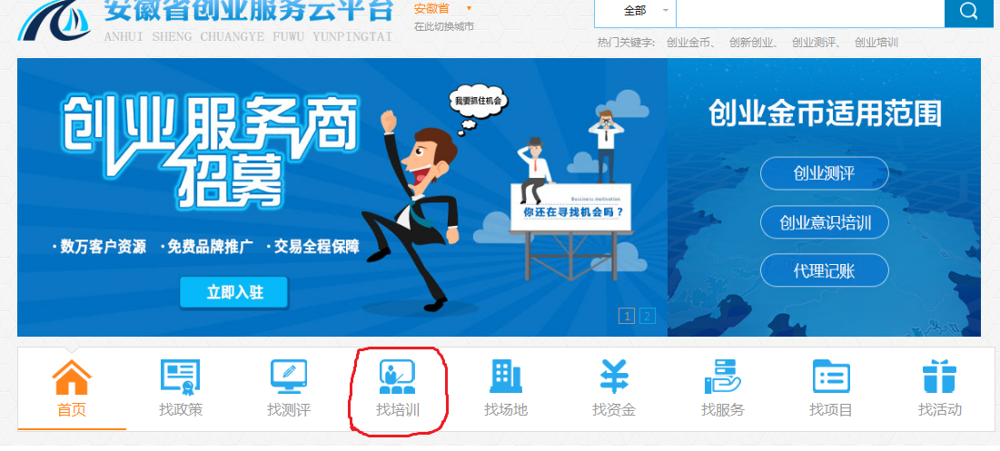 安徽省创业服务云平台
ANHUI SHENG CHUANGYE FUWU YUNPINGTAI
安徽省
在此切换城市
全部
热门关键字: 创业金币、 创新创业、 创业测评、 创业培训
创业服务商
招募
·数万客户资源 ·免费品牌推广 ·交易全程保障
立即入驻
我要抓住机会
Business motivation
你还在寻找机会吗？
1 2
创业金币适用范围
创业测评
创业意识培训
代理记账
首页 找政策 找测评 找培训 找场地 找资金 找服务 找项目 找活动